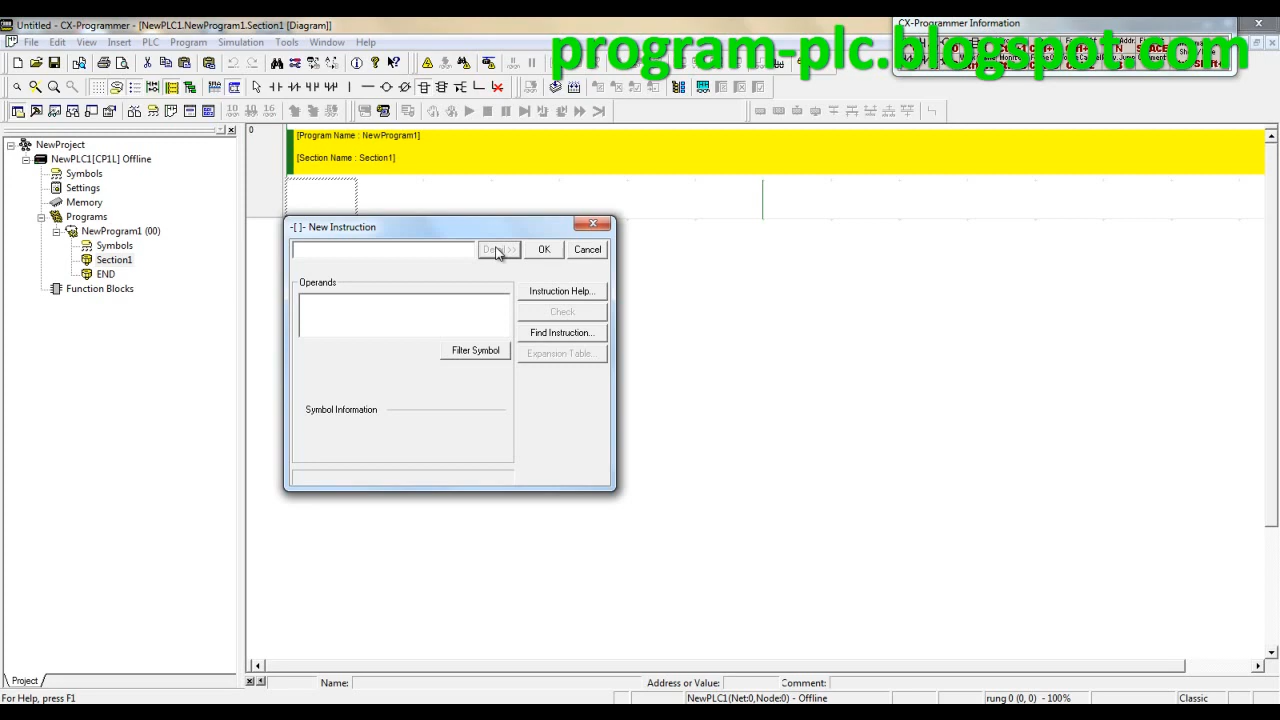 Untitled - CX-Programmer - [NewPLC1.NewProgram1.Section1 [Diagram]]
CX-Programmer Information
File Edit View Insert PLC Program Simulation Tools Window Help
program-plc.blogspot.com
NewProject
NewPLC1[CP1L] Offline
Symbols
Settings
Memory
Programs
NewProgram1 (00)
Symbols
Section1
END
Function Blocks
Project
0
[Program Name : NewProgram1]
[Section Name : Section1]
-[ ]- New Instruction
OK Cancel
Operands
Instruction Help...
Check
Find Instruction...
Filter Symbol
Expansion Table...
Symbol Information
Name: Address or Value: Comment:
For Help, press F1
NewPLC1(Net:0,Node:0) - Offline
rung 0 (0, 0) - 100%
Classic